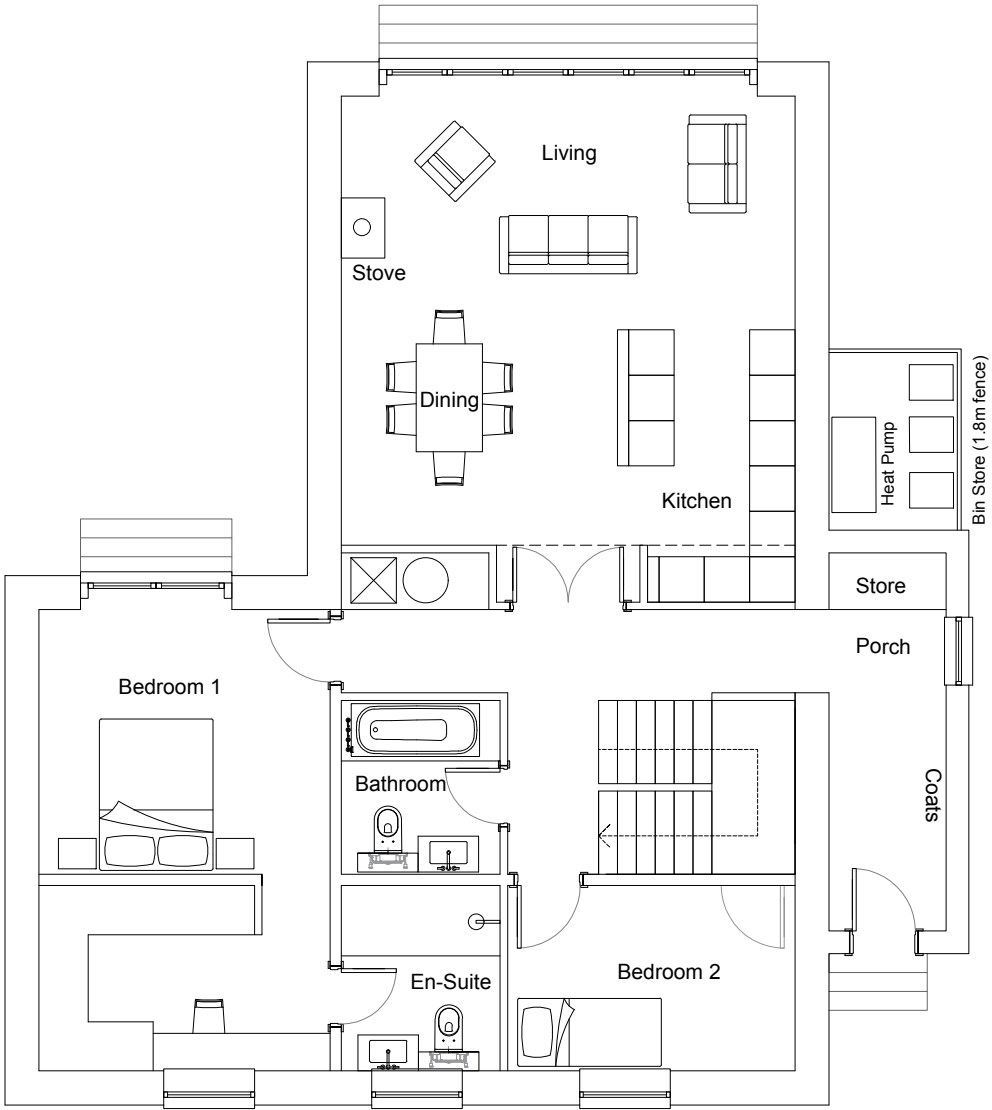 Living
Stove
Dining
Kitchen
Heat Pump
Bin Store (1.8m fence)
Store
Porch
Bedroom 1
Bathroom
Coats
En-Suite
Bedroom 2